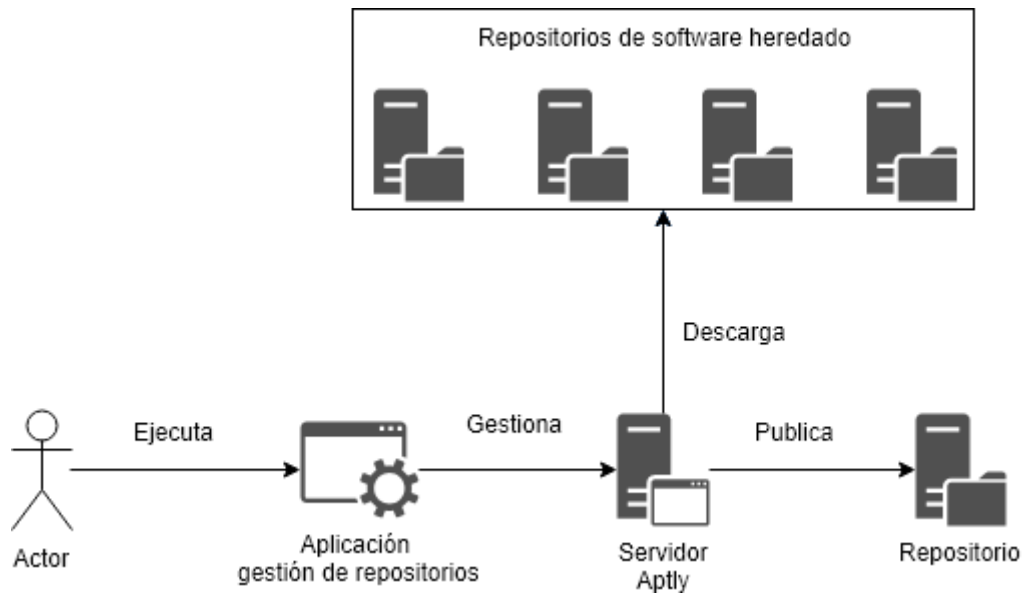 Repositorios de software heredado
Descarga
Ejecuta
Gestiona
Publica
Actor
Aplicación
gestión de repositorios
Servidor
Aptly
Repositorio